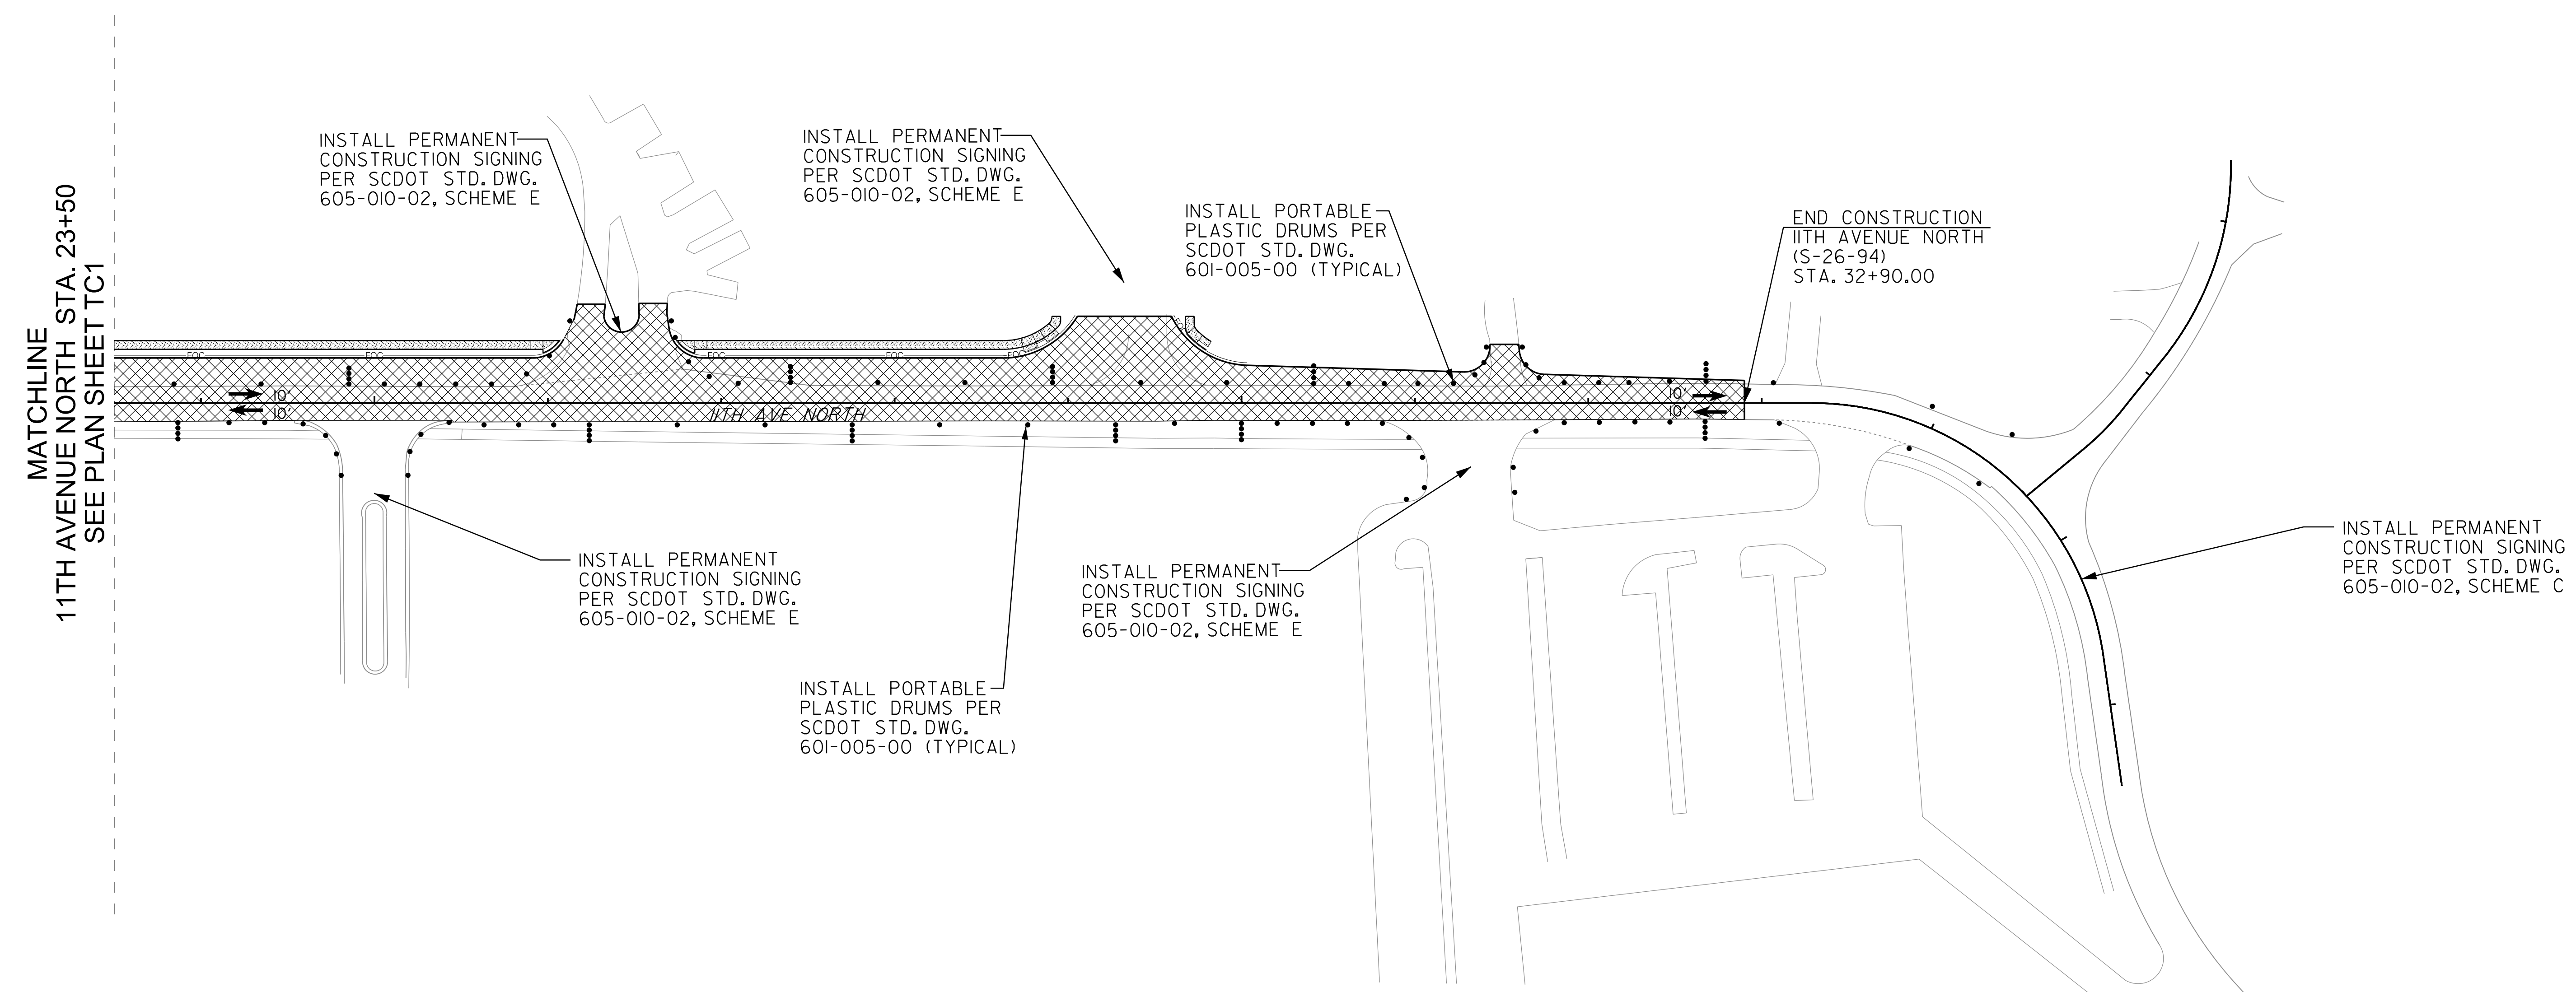 MATCHLINE
11TH AVENUE NORTH STA. 23+50
SEE PLAN SHEET TC1
INSTALL PERMANENT
CONSTRUCTION SIGNING
PER SCDOT STD. DWG.
605-010-02, SCHEME E
INSTALL PERMANENT
CONSTRUCTION SIGNING
PER SCDOT STD. DWG.
605-010-02, SCHEME E
INSTALL PORTABLE
PLASTIC DRUMS PER
SCDOT STD. DWG.
601-005-00 (TYPICAL)
END CONSTRUCTION
11TH AVENUE NORTH
(S-26-94)
STA. 32+90.00
EOC
EOC
EOC
EOC
EOC
10'
10'
11TH AVE NORTH
10'
10'
INSTALL PERMANENT
CONSTRUCTION SIGNING
PER SCDOT STD. DWG.
605-010-02, SCHEME E
INSTALL PORTABLE
PLASTIC DRUMS PER
SCDOT STD. DWG.
601-005-00 (TYPICAL)
INSTALL PERMANENT
CONSTRUCTION SIGNING
PER SCDOT STD. DWG.
605-010-02, SCHEME E
INSTALL PERMANENT
CONSTRUCTION SIGNING
PER SCDOT STD. DWG.
605-010-02, SCHEME C